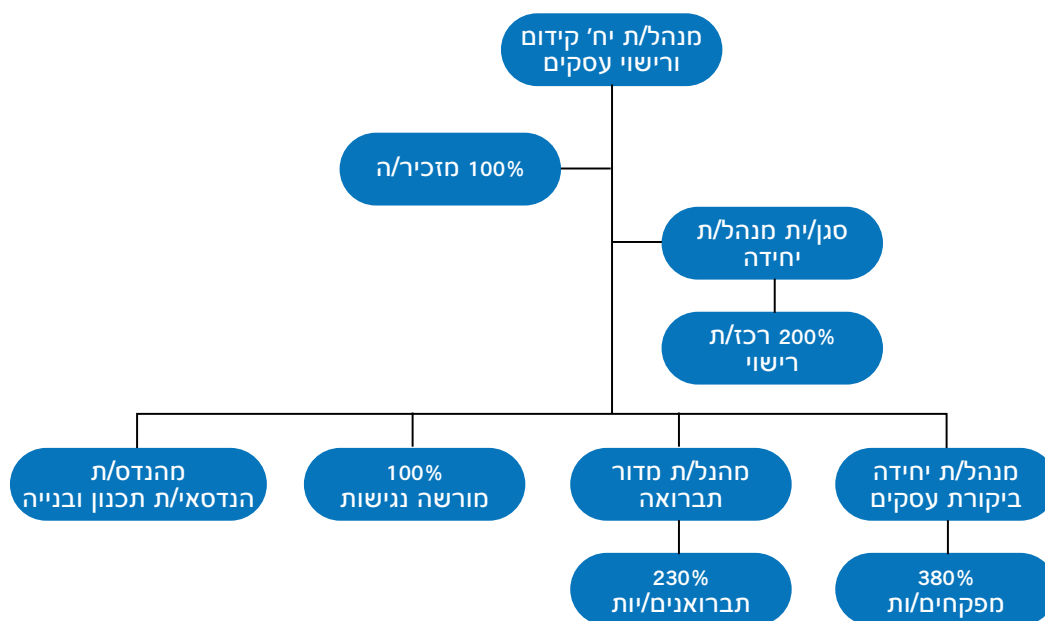 מנהל/ת יח' קידום
ורישוי עסקים
100% מזכיר/ה
סגן/ית מנהל/ת
יחידה
200% רכז/ת
רישוי
מנהל/ת יחידה
ביקורת עסקים
מהנל/ת מדור
תברואה
100%
מורשה נגישות
מהנדס/ת
הנדסאי/ת תכנון ובנייה
380%
מפקחים/ות
230%
תברואנים/יות